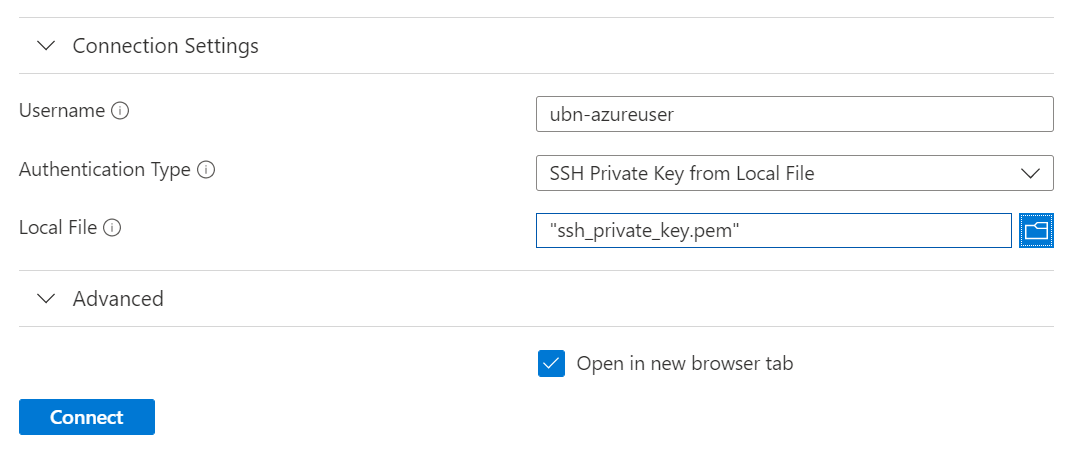 Connection Settings
Username
ubn-azureuser
Authentication Type
SSH Private Key from Local File
Local File
"ssh_private_key.pem"
Advanced
Open in new browser tab
Connect